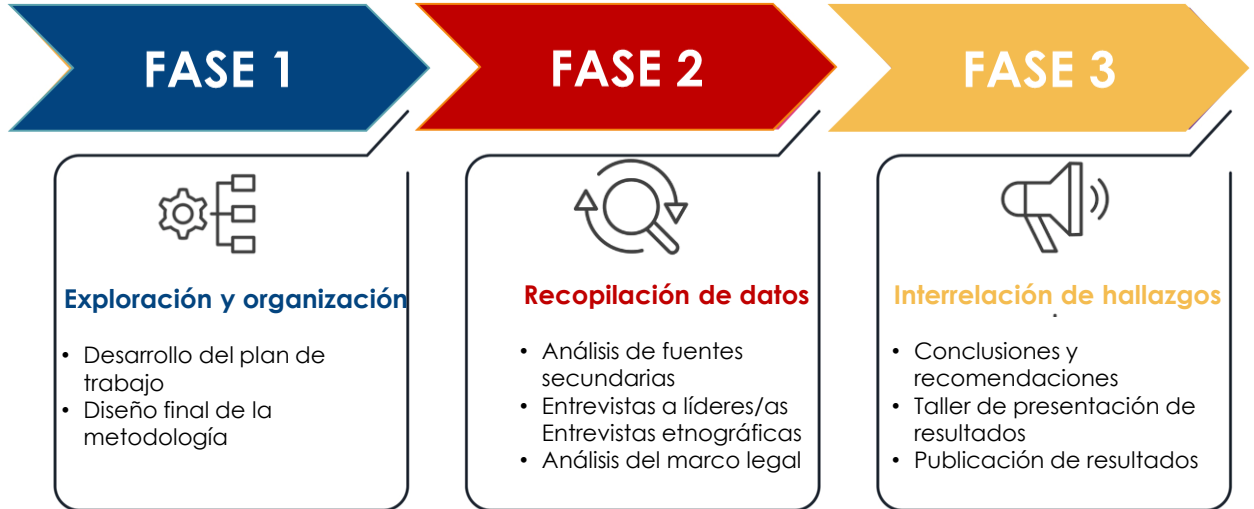 FASE 1
FASE 2
FASE 3
Exploración y organización
• Desarrollo del plan de
trabajo
• Diseño final de la
metodología
Recopilación de datos
• Análisis de fuentes
secundarias
• Entrevistas a líderes/as
Entrevistas etnográficas
• Análisis del marco legal
Interrelación de hallazgos
.
• Conclusiones y
recomendaciones
• Taller de presentación de
resultados
• Publicación de resultados